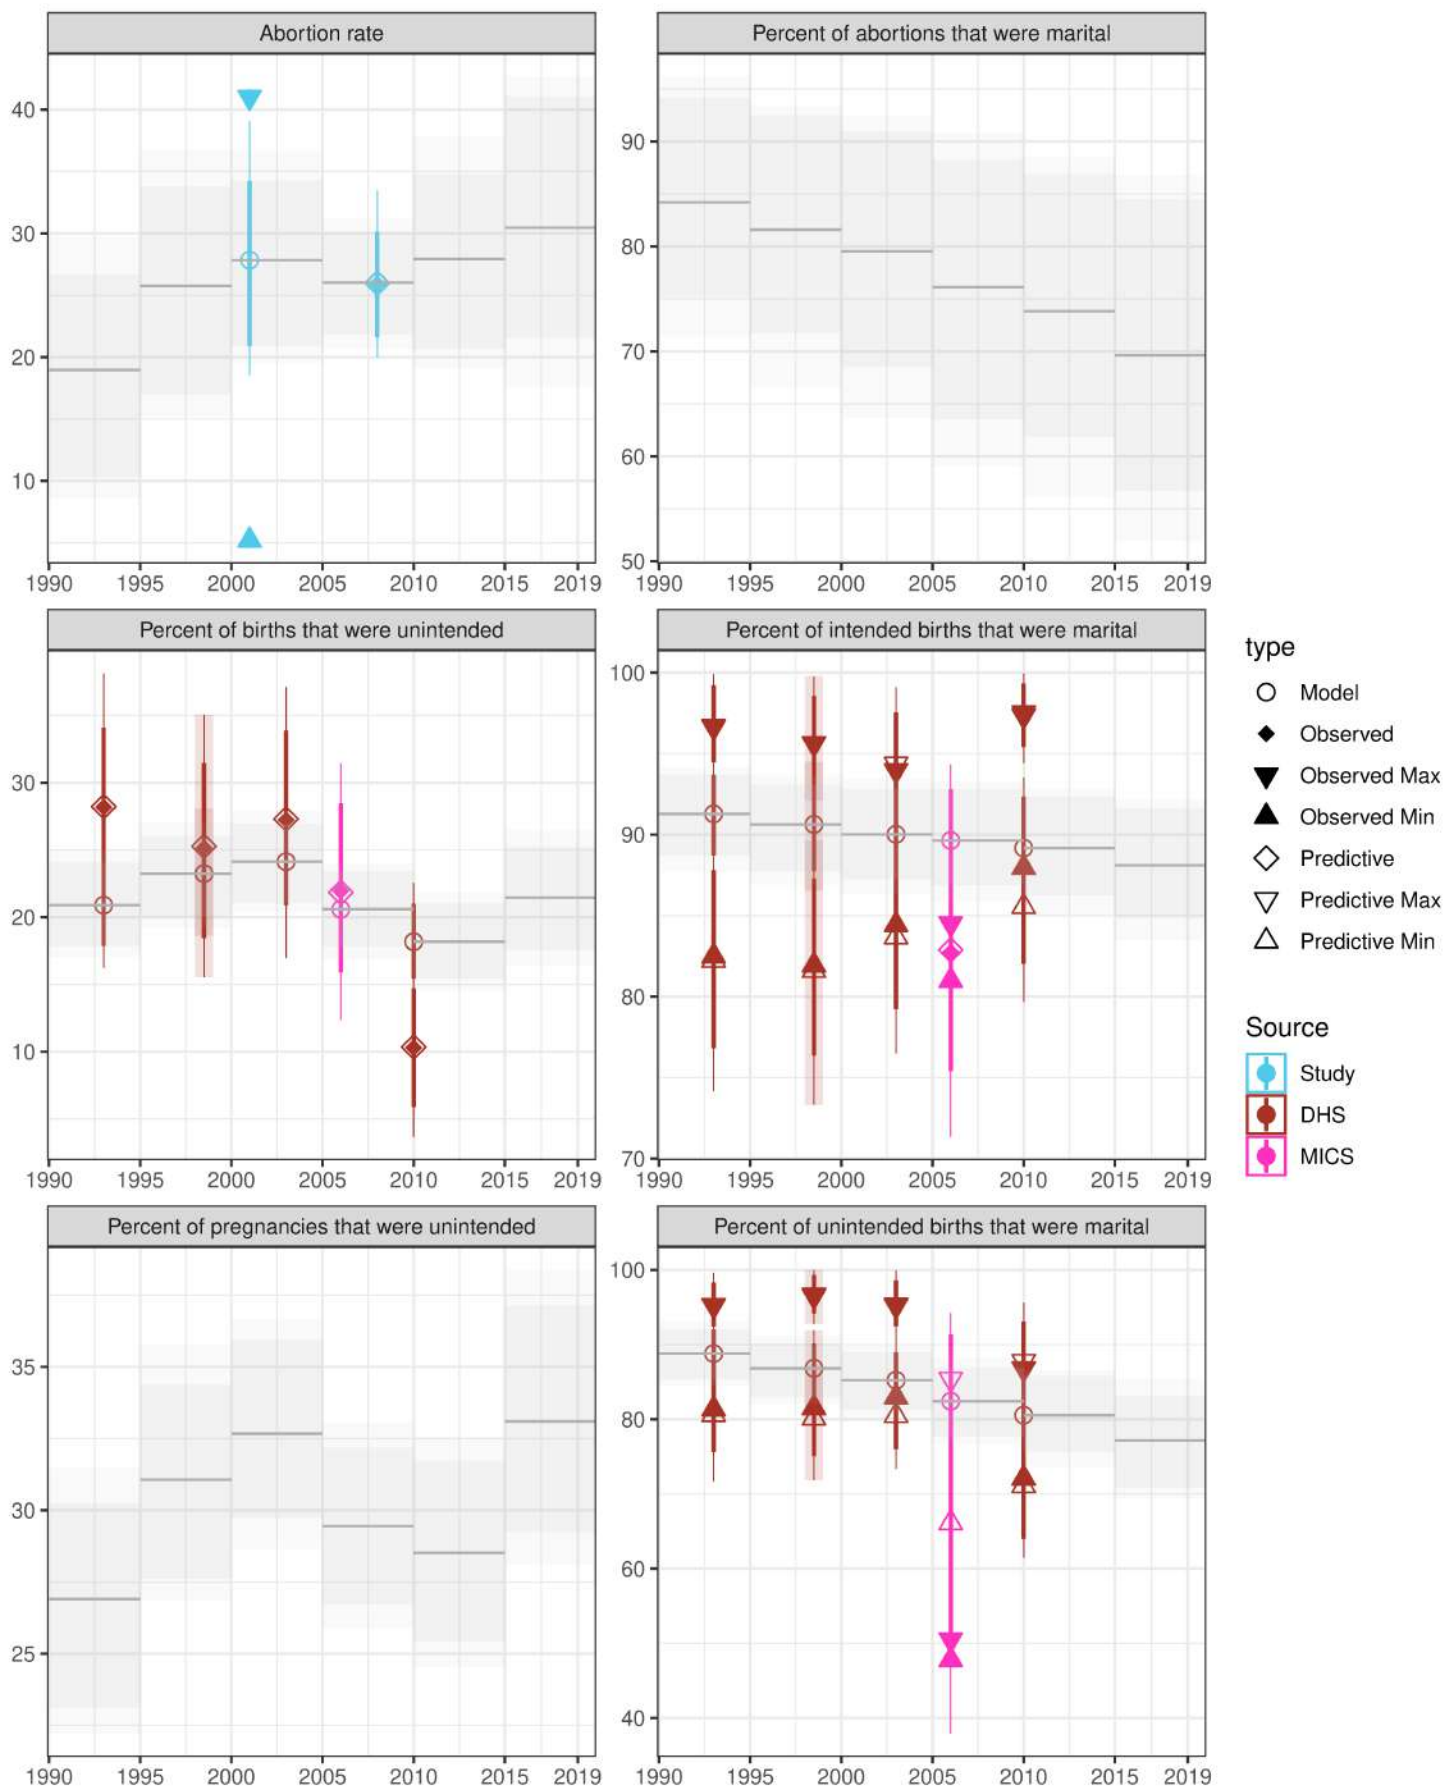 Abortion rate
Percent of abortions that were marital
40
30
20
10
90
80
70
60
50
1990 1995 2000 2005 2010 2015 2019
1990 1995 2000 2005 2010 2015 2019
Percent of births that were unintended
Percent of intended births that were marital
30
20
10
100
90
80
70
1990 1995 2000 2005 2010 2015 2019
1990 1995 2000 2005 2010 2015 2019
Percent of pregnancies that were unintended
Percent of unintended births that were marital
35
30
25
100
80
60
40
1990 1995 2000 2005 2010 2015 2019
1990 1995 2000 2005 2010 2015 2019
type
Model
Observed
Observed Max
Observed Min
Predictive
Predictive Max
Predictive Min
Source
Study
DHS
MICS